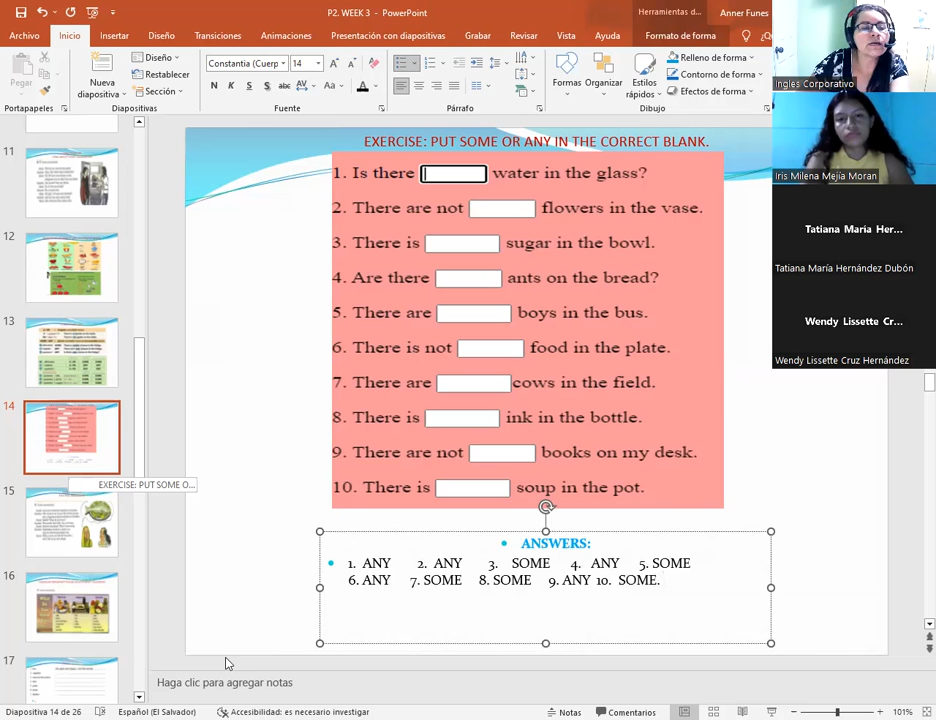 P2. WEEK 3 - PowerPoint
Herramientas d...
Anner Funes
Archivo Inicio Insertar Diseño Transiciones Animaciones Presentación con diapositivas Grabar Revisar Vista Ayuda Formato de forma
Pegar
Nueva diapositiva
Diseño
Restablecer
Sección
Constantia (Cuerp 14
N K S abc AV Aa A
Formas Organizar Estilos rápidos
Relleno de forma
Contorno de forma
Efectos de forma
Portapapeles Diapositivas Fuente Párrafo Dibujo
Ingles Corporativo
Iris Milena Mejía Moran
Tatiana Maria Her...
Tatiana María Hernández Dubón
Wendy Lissette Cr...
Wendy Lissette Cruz Hernández
11
12
13
14
EXERCISE: PUT SOME O...
15
16
17
EXERCISE: PUT SOME OR ANY IN THE CORRECT BLANK.
1. Is there water in the glass?
2. There are not flowers in the vase.
3. There is sugar in the bowl.
4. Are there ants on the bread?
5. There are boys in the bus.
6. There is not food in the plate.
7. There are cows in the field.
8. There is ink in the bottle.
9. There are not books on my desk.
10. There is soup in the pot.
ANSWERS:
1. ANY 2. ANY 3. SOME 4. ANY 5. SOME
6. ANY 7. SOME 8. SOME 9. ANY 10. SOME.
Haga clic para agregar notas
Diapositiva 14 de 26 Español (El Salvador) Accesibilidad: es necesario investigar Notas Comentarios 101%